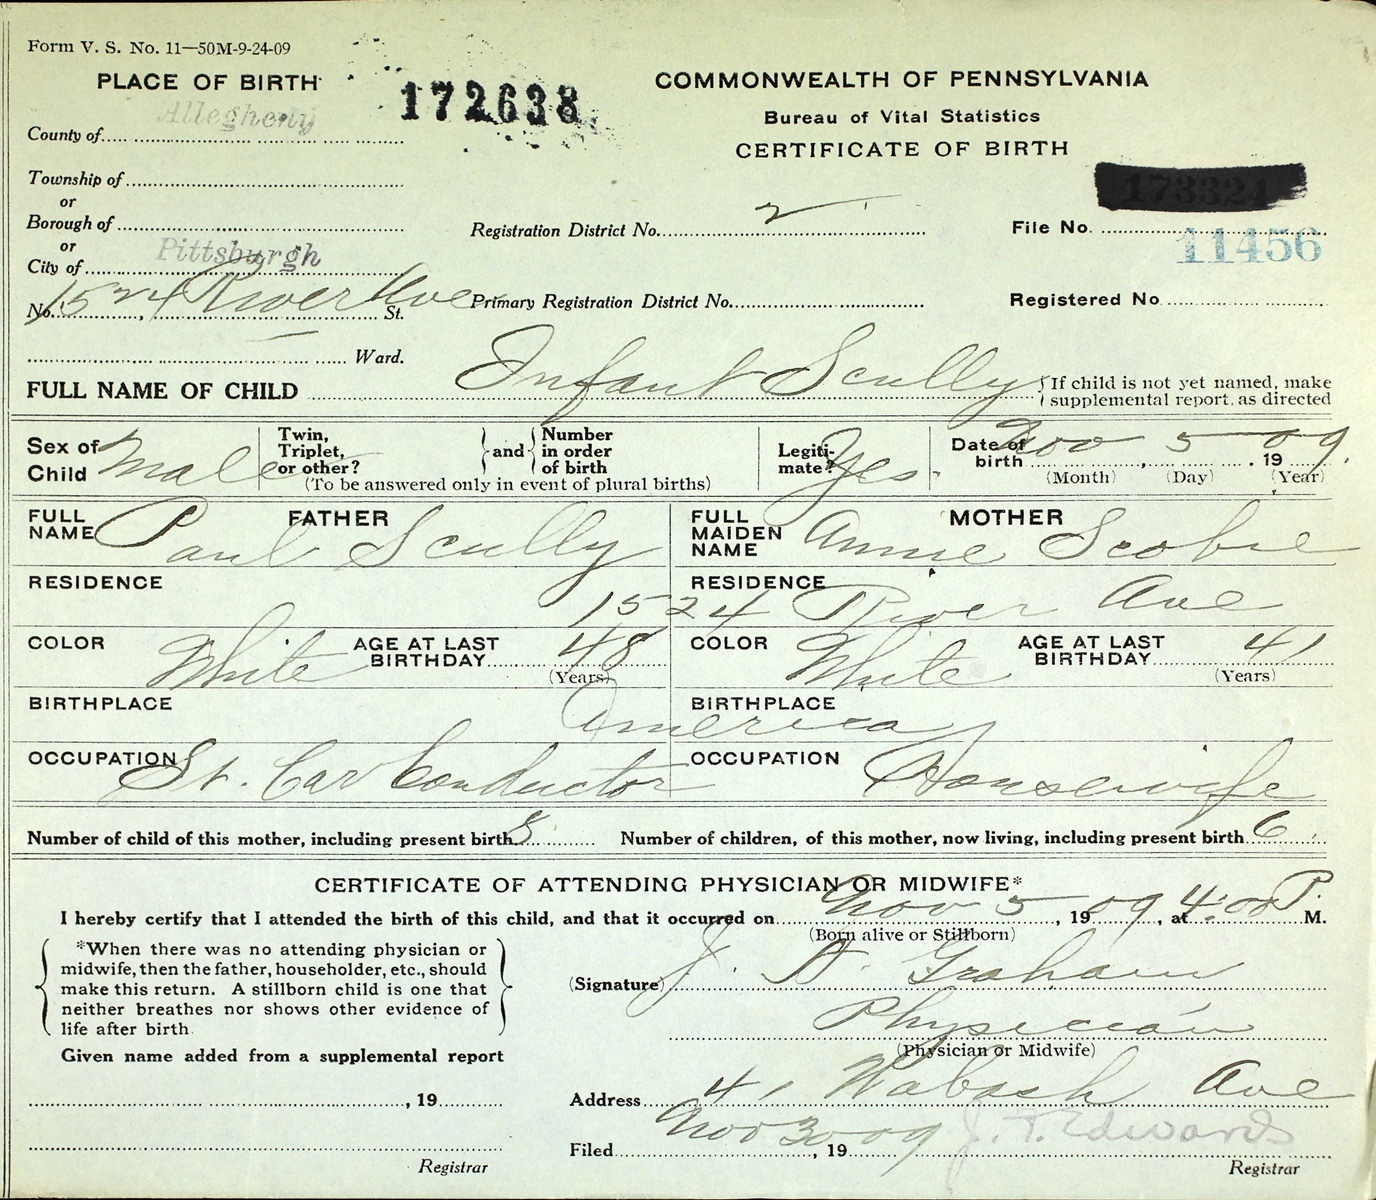 Form V. S. No. 11—50M-9-24-09
PLACE OF BIRTH
172638
COMMONWEALTH OF PENNSYLVANIA
Bureau of Vital Statistics
CERTIFICATE OF BIRTH
County of Allegheny
Township of
or
Borough of
or
City of Pittsburgh
No. 1524 River Ave St.
Ward.
Registration District No. 2
Primary Registration District No.
173324
File No.
11456
Registered No
FULL NAME OF CHILD Infant Scully
If child is not yet named, make
supplemental report, as directed
Sex of Child Male
Twin, Triplet, or other?
and
Number in order of birth
(To be answered only in event of plural births)
Legiti-mate? Yes
Date of birth Nov 5 1909
(Month) (Day) (Year)
FATHER
FULL NAME Paul Scully
MOTHER
FULL MAIDEN NAME Annie Scobie
RESIDENCE RESIDENCE
1524 River Ave
COLOR White AGE AT LAST BIRTHDAY 48 (Years)
COLOR White AGE AT LAST BIRTHDAY 41 (Years)
BIRTHPLACE BIRTHPLACE
America
OCCUPATION St. Car Conductor
OCCUPATION Housewife
Number of child of this mother, including present birth 8
Number of children, of this mother, now living, including present birth 6
CERTIFICATE OF ATTENDING PHYSICIAN OR MIDWIFE*
I hereby certify that I attended the birth of this child, and that it occurred on Nov 5, 1909, at 4:00 P. M.
(Born alive or Stillborn)
*When there was no attending physician or
midwife, then the father, householder, etc., should
make this return. A stillborn child is one that
neither breathes nor shows other evidence of
life after birth.
(Signature) J. A. Graham
Physician
(Physician or Midwife)
Given name added from a supplemental report
, 19
Registrar
Address 41 Wabash Ave
Filed Nov 30 09, 19 J. T. Edwards
Registrar